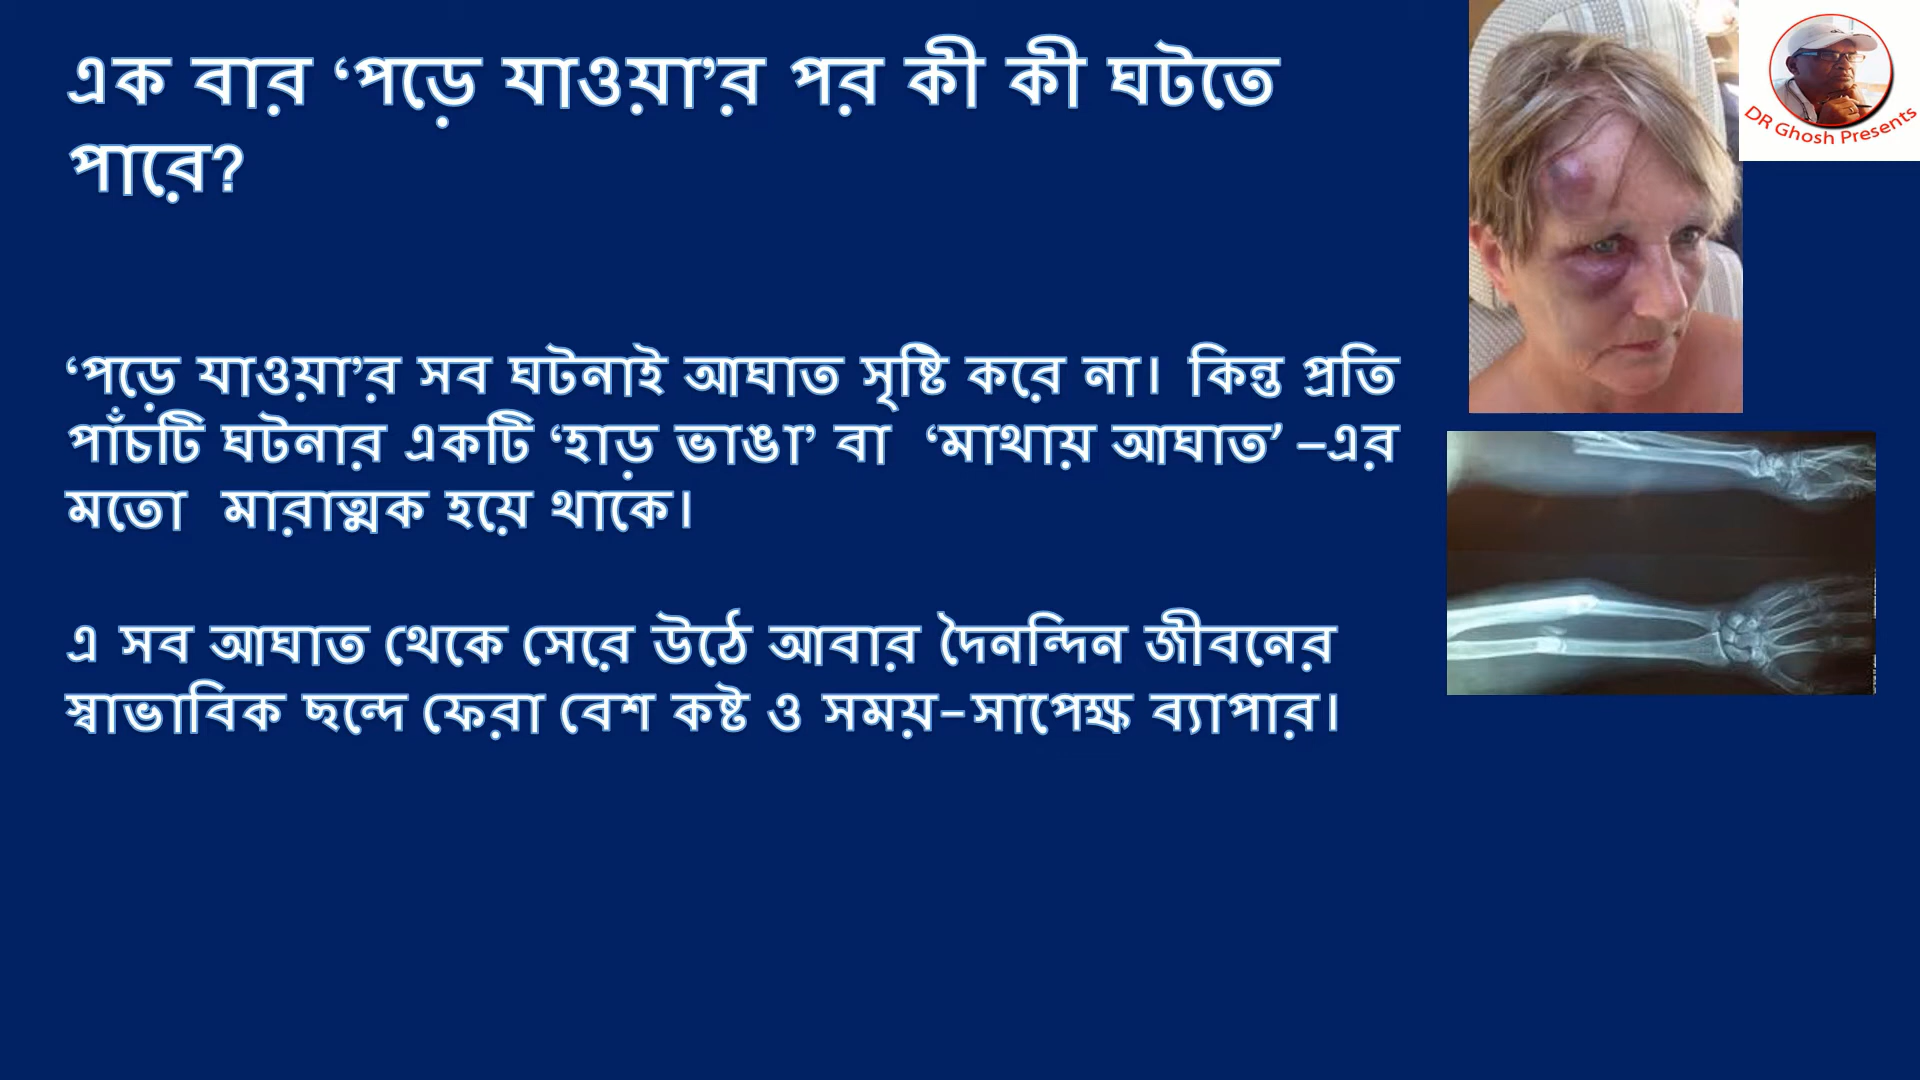 এক বার ‘পড়ে যাওয়া’র পর কী কী ঘটতে
পারে?
‘পড়ে যাওয়া’র সব ঘটনাই আঘাত সৃষ্টি করে না। কিন্তু প্রতি
পাঁচটি ঘটনার একটি ‘হাড় ভাঙা’ বা ‘মাথায় আঘাত’ –এর
মতো মারাত্মক হয়ে থাকে।
এ সব আঘাত থেকে সেরে উঠে আবার দৈনন্দিন জীবনের
স্বাভাবিক ছন্দে ফেরা বেশ কষ্ট ও সময়-সাপেক্ষ ব্যাপার।
DR Ghosh Presents